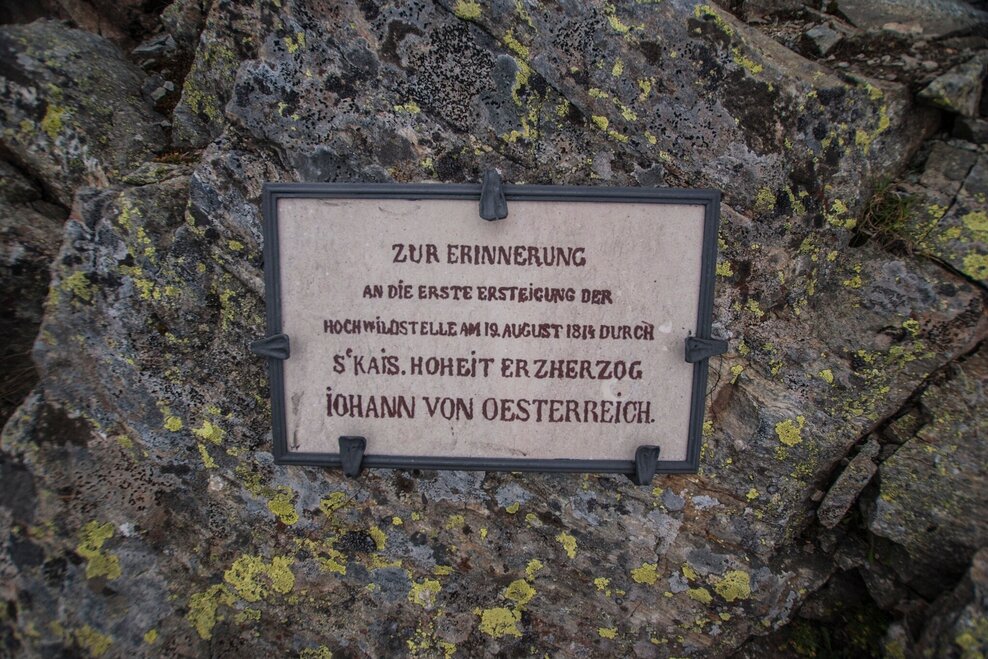 ZUR ERINNERUNG
AN DIE ERSTE ERSTEIGUNG DER
HOCHWILDSTELLE AM 19. AUGUST 1814 DURCH
Se KAIS. HOHEIT ERZHERZOG
IOHANN VON OESTERREICH.